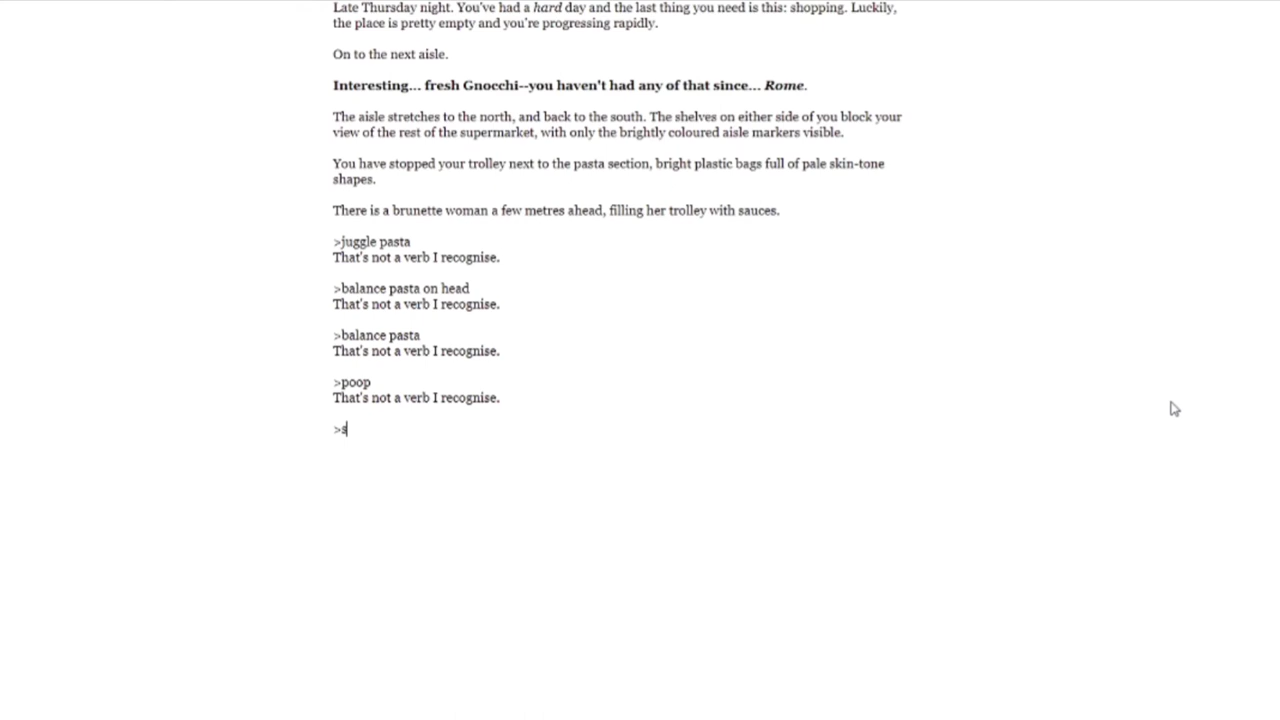 Late Thursday night. You've had a hard day and the last thing you need is this: shopping. Luckily,
the place is pretty empty and you're progressing rapidly.
On to the next aisle.
Interesting... fresh Gnocchi--you haven't had any of that since... Rome.
The aisle stretches to the north, and back to the south. The shelves on either side of you block your
view of the rest of the supermarket, with only the brightly coloured aisle markers visible.
You have stopped your trolley next to the pasta section, bright plastic bags full of pale skin-tone
shapes.
There is a brunette woman a few metres ahead, filling her trolley with sauces.
>juggle pasta
That's not a verb I recognise.
>balance pasta on head
That's not a verb I recognise.
>balance pasta
That's not a verb I recognise.
>poop
That's not a verb I recognise.
>s